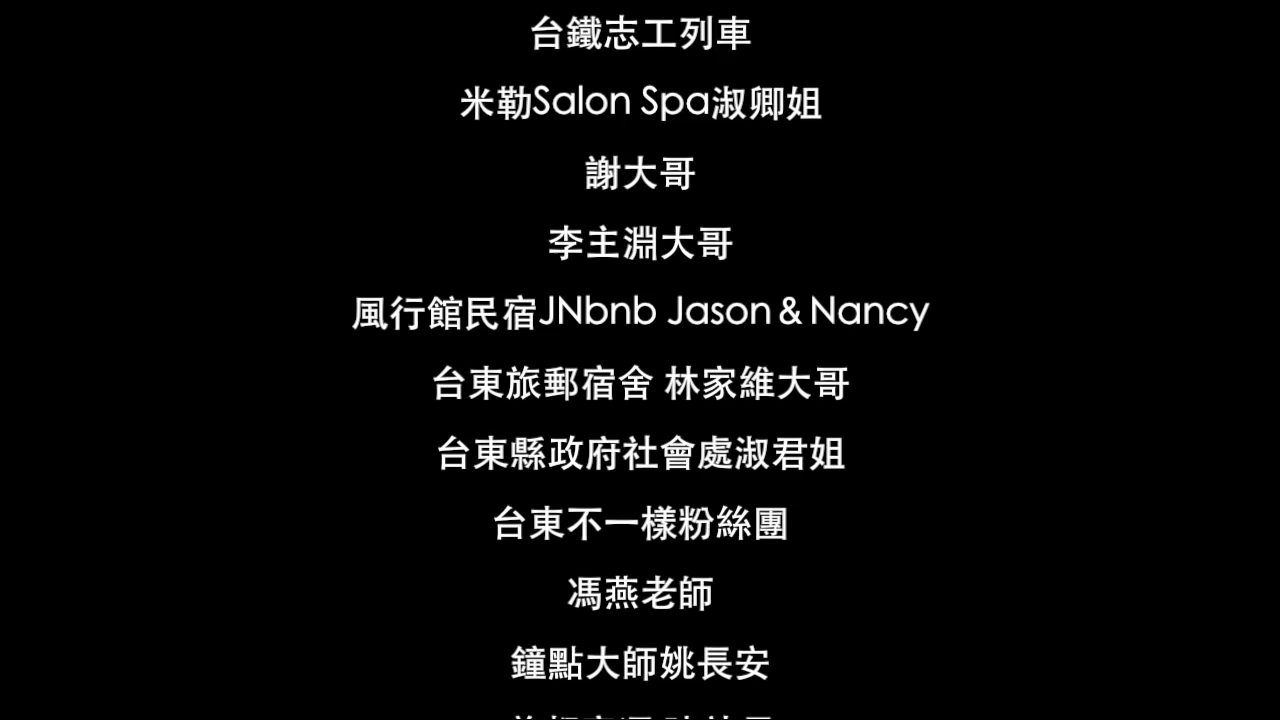 台鐵志工列車
米勒Salon Spa淑卿姐
謝大哥
李主淵大哥
風行館民宿JNbnb Jason & Nancy
台東旅郵宿舍 林家維大哥
台東縣政府社會處淑君姐
台東不一樣粉絲團
馮燕老師
鐘點大師姚長安